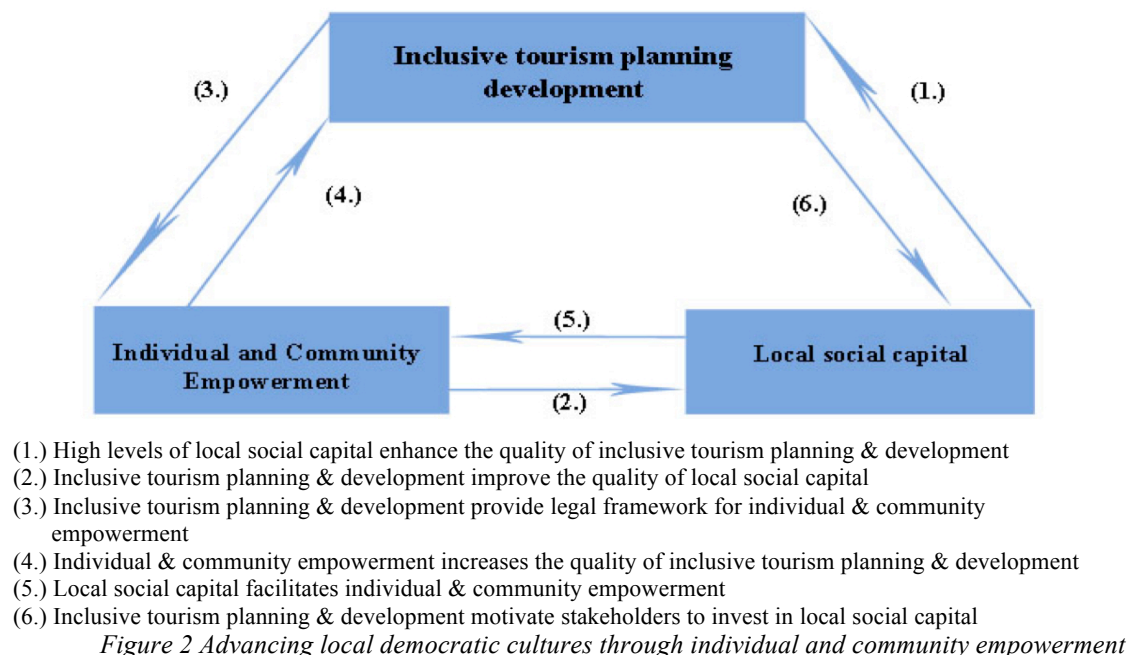 Inclusive tourism planning
development
(3.)
(1.)
(4.)
(6.)
Individual and Community
Empowerment
(5.)
(2.)
Local social capital
(1.) High levels of local social capital enhance the quality of inclusive tourism planning & development
(2.) Inclusive tourism planning & development improve the quality of local social capital
(3.) Inclusive tourism planning & development provide legal framework for individual & community
empowerment
(4.) Individual & community empowerment increases the quality of inclusive tourism planning & development
(5.) Local social capital facilitates individual & community empowerment
(6.) Inclusive tourism planning & development motivate stakeholders to invest in local social capital
Figure 2 Advancing local democratic cultures through individual and community empowerment